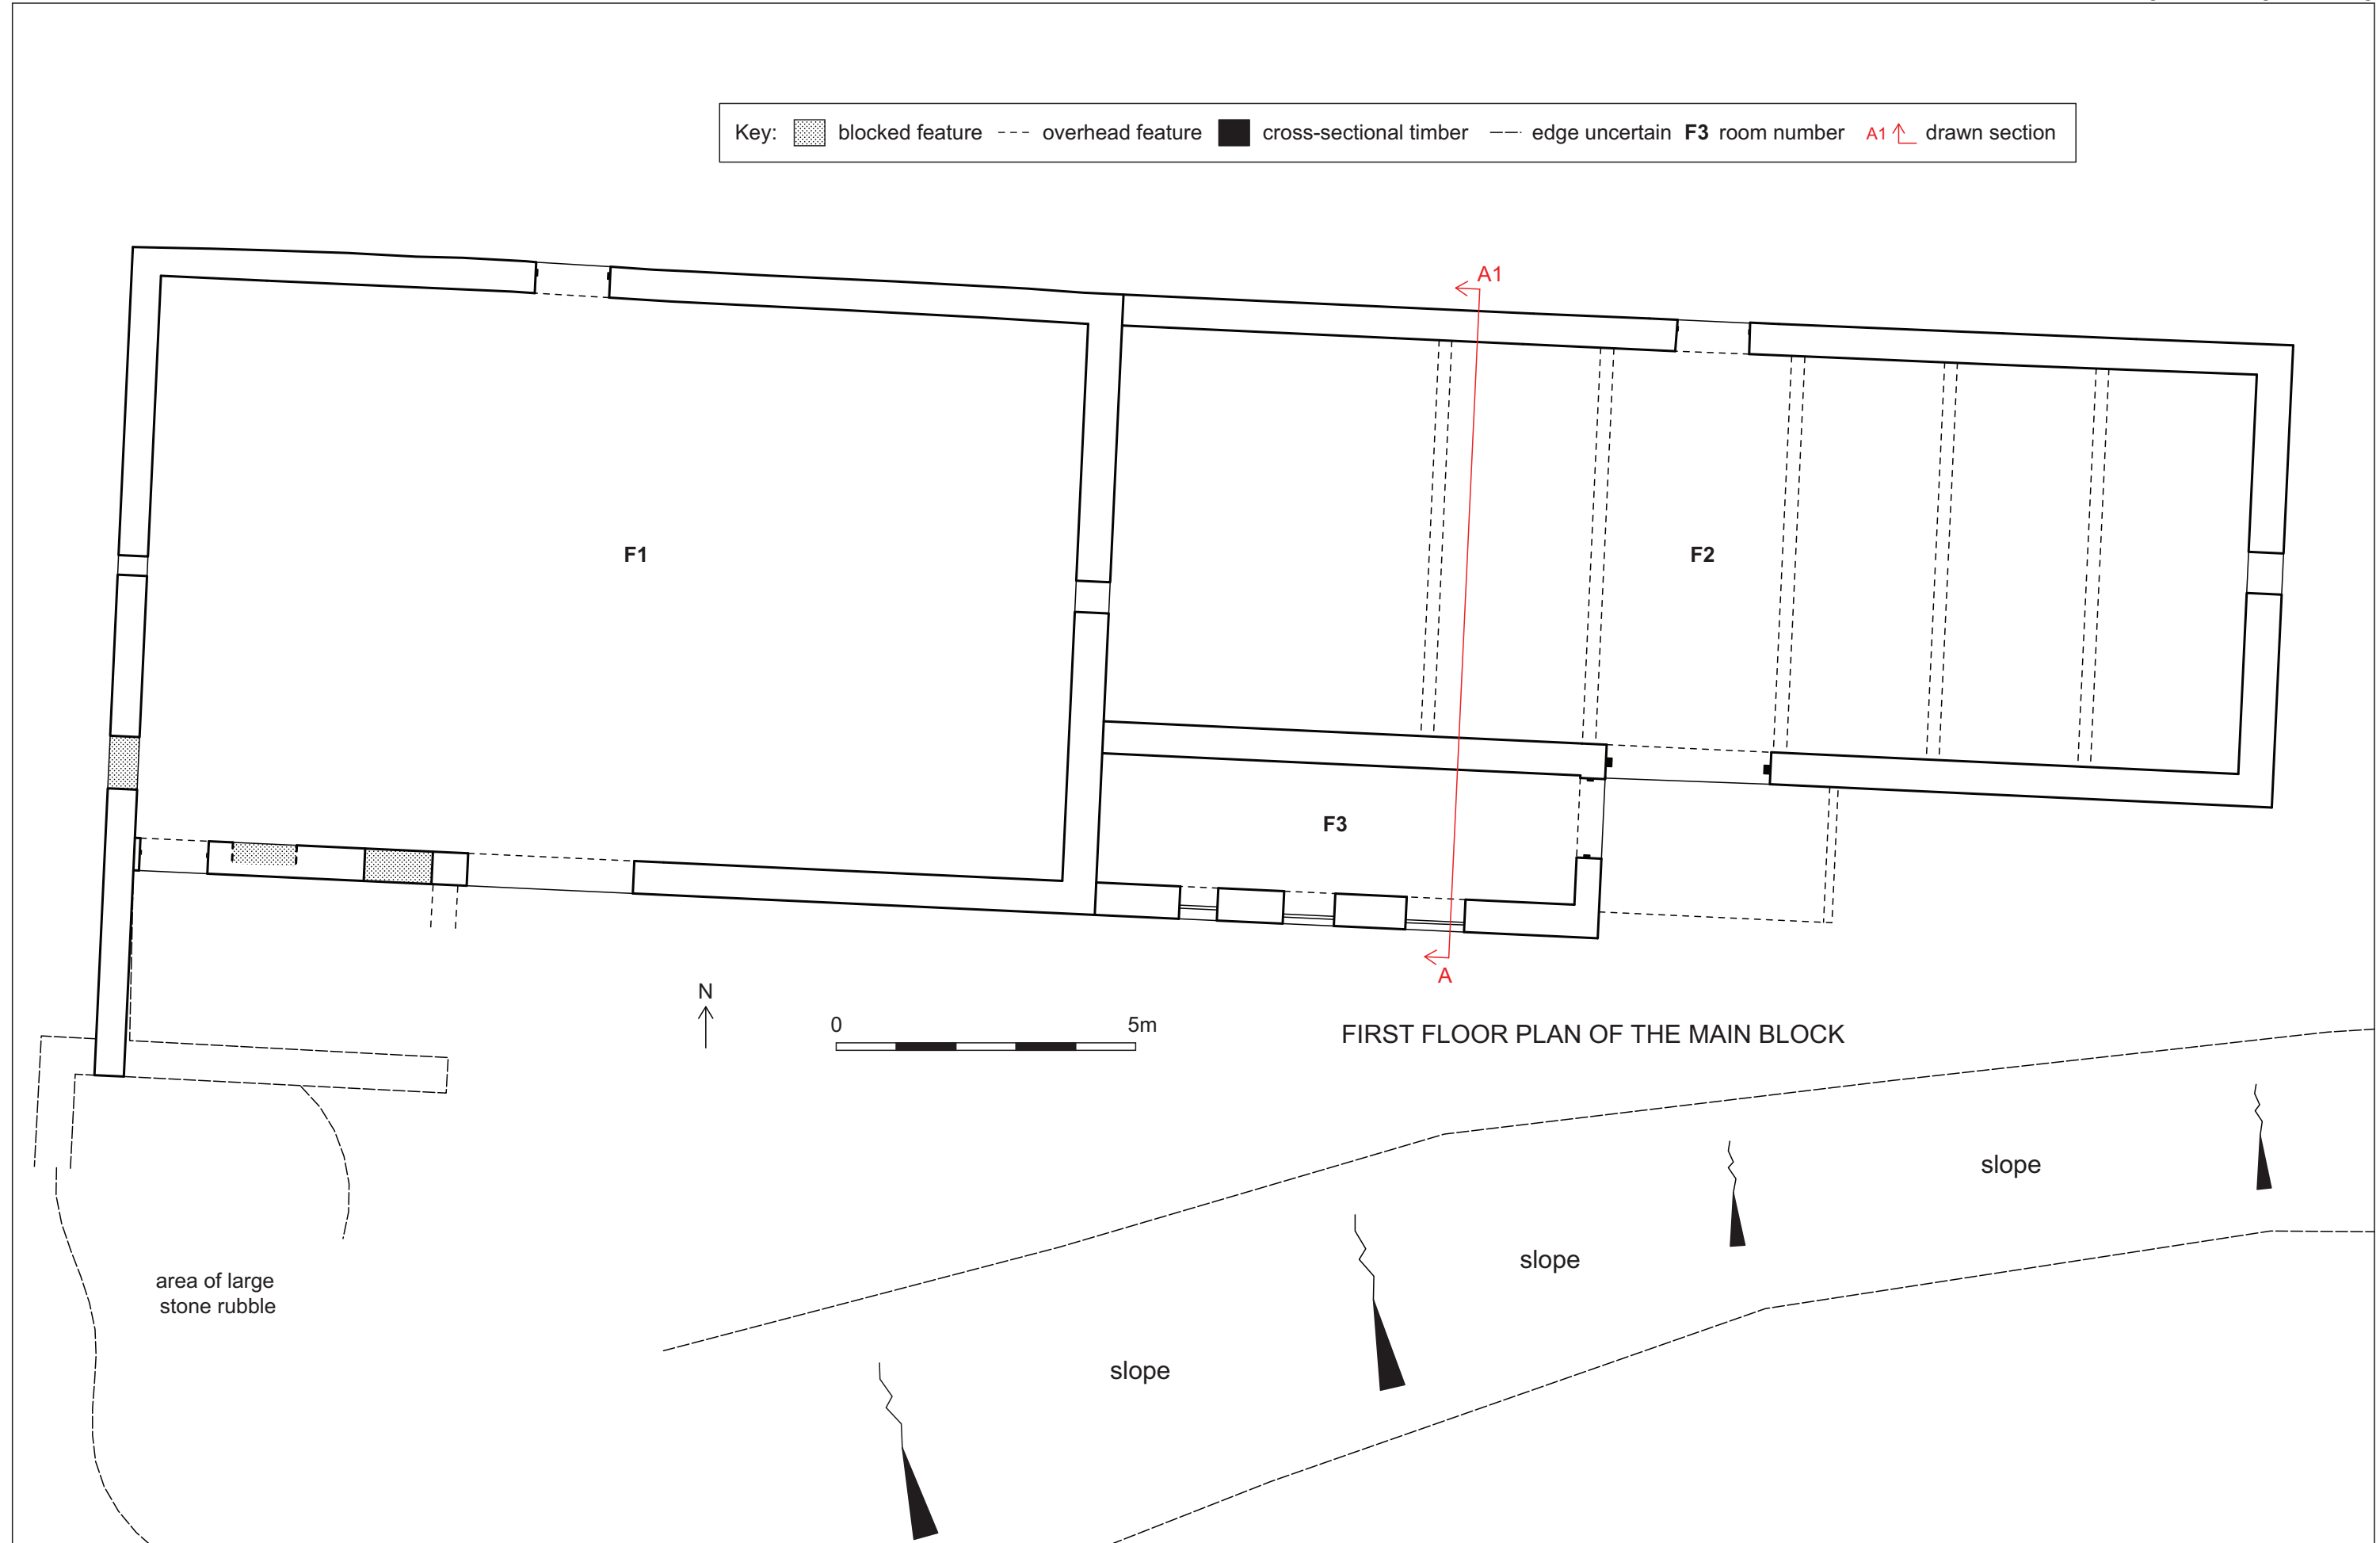 Key: blocked feature overhead feature cross-sectional timber edge uncertain F3 room number A1 drawn section
A1
F1
F2
F3
A
N
0 5m
FIRST FLOOR PLAN OF THE MAIN BLOCK
slope
slope
area of large
stone rubble
slope